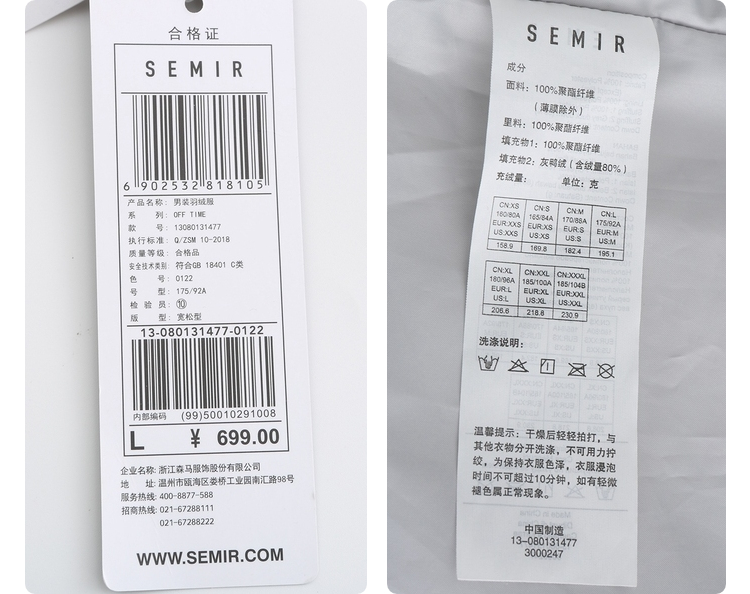 合格证
SEMIR
6 902532 818105
产品名称: 男装羽绒服
系 列: OFF TIME
款 号: 13080131477
执行标准: Q/ZSM 10-2018
质量等级: 合格品
安全技术类别: 符合GB 18401 C类
色 号: 0122
号 型: 175/92A
检 验 员: ⑩
版 型: 宽松型
13-080131477-0122
内部编码 (99)50010291008
L ¥ 699.00
企业名称: 浙江森马服饰股份有限公司
地 址: 温州市瓯海区娄桥工业园南汇路98号
服务热线: 400-8877-588
招商热线: 021-67288111
021-67288222
WWW.SEMIR.COM
SEMIR
成分
面料: 100%聚酯纤维
(薄膜除外)
里料: 100%聚酯纤维
填充物1: 100%聚酯纤维
填充物2: 灰鸭绒(含绒量80%)
充绒量: 单位: 克
CN:XS CN:S CN:M CN:L
160/80A 165/84A 170/88A 175/92A
EUR:XXS EUR:XS EUR:S EUR:M
US:XXS US:XS US:S US:M
158.9 169.8 182.4 195.1
CN:XL CN:XXL CN:XXXL
180/96A 185/100A 185/104B
EUR:L EUR:XL EUR:XXL
US:L US:XL US:XXL
206.6 218.8 230.9
洗涤说明:
温馨提示: 干燥后轻轻拍打, 与
其他衣物分开洗涤, 不可用力拧
绞, 为保持衣服色泽, 衣服浸泡
时间不可超过10分钟, 如有轻微
褪色属正常现象。
中国制造
13-080131477
3000247